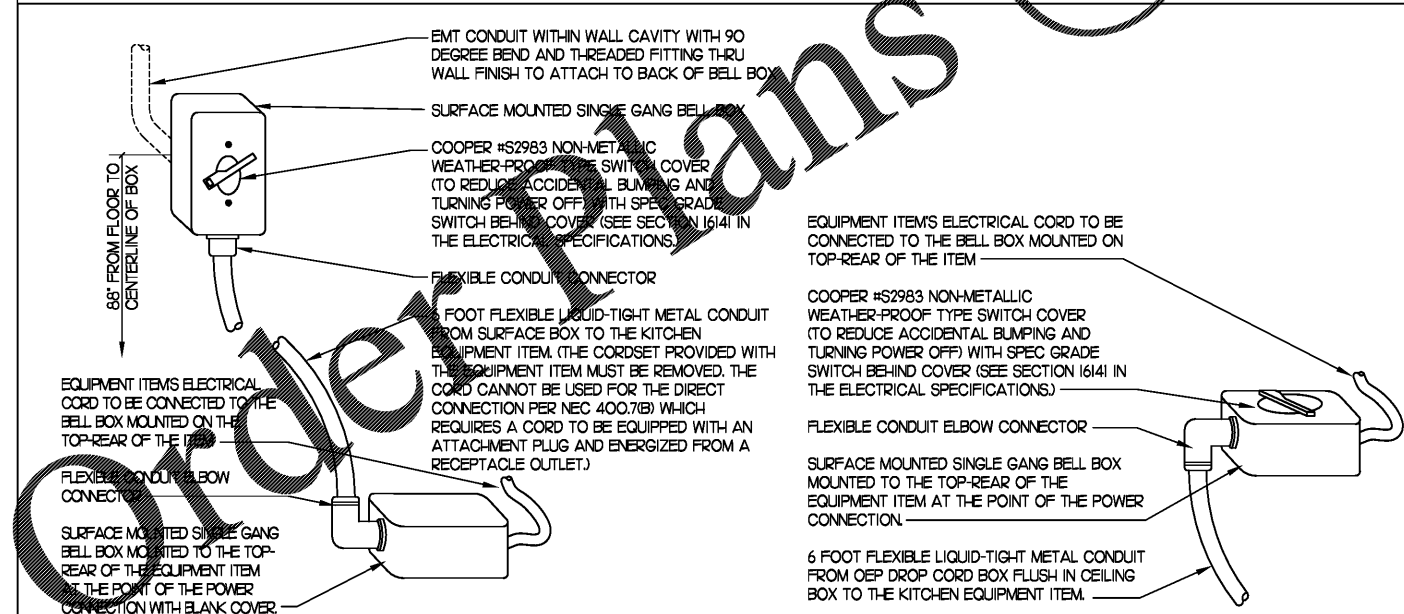 EMT CONDUIT WITHIN WALL CAVITY WITH 90
DEGREE BEND AND THREADED FITTING THRU
WALL FINISH TO ATTACH TO BACK OF BELL BOX
SURFACE MOUNTED SINGLE GANG BELL BOX
COOPER #S2983 NON-METALLIC
WEATHER-PROOF TYPE SWITCH COVER
(TO REDUCE ACCIDENTAL BUMPING AND
TURNING POWER OFF) WITH SPEC GRADE
SWITCH BEHIND COVER (SEE SECTION 16141 IN
THE ELECTRICAL SPECIFICATIONS.)
FLEXIBLE CONDUIT CONNECTOR
6 FOOT FLEXIBLE LIQUID-TIGHT METAL CONDUIT
FROM SURFACE BOX TO THE KITCHEN
EQUIPMENT ITEM. (THE CORDSET PROVIDED WITH
THE EQUIPMENT ITEM MUST BE REMOVED. THE
CORD CANNOT BE USED FOR THE DIRECT
CONNECTION PER NEC 400.7(B) WHICH
REQUIRES A CORD TO BE EQUIPPED WITH AN
ATTACHMENT PLUG AND ENERGIZED FROM A
RECEPTACLE OUTLET.)
88" FROM FLOOR TO
CENTERLINE OF BOX
EQUIPMENT ITEM'S ELECTRICAL
CORD TO BE CONNECTED TO THE
BELL BOX MOUNTED ON THE
TOP-REAR OF THE ITEM
FLEXIBLE CONDUIT ELBOW
CONNECTOR
SURFACE MOUNTED SINGLE GANG
BELL BOX MOUNTED TO THE TOP-
REAR OF THE EQUIPMENT ITEM
AT THE POINT OF THE POWER
CONNECTION WITH BLANK COVER.
EQUIPMENT ITEM'S ELECTRICAL CORD TO BE
CONNECTED TO THE BELL BOX MOUNTED ON
TOP-REAR OF THE ITEM
COOPER #S2983 NON-METALLIC
WEATHER-PROOF TYPE SWITCH COVER
(TO REDUCE ACCIDENTAL BUMPING AND
TURNING POWER OFF) WITH SPEC GRADE
SWITCH BEHIND COVER (SEE SECTION 16141 IN
THE ELECTRICAL SPECIFICATIONS.)
FLEXIBLE CONDUIT ELBOW CONNECTOR
SURFACE MOUNTED SINGLE GANG BELL BOX
MOUNTED TO THE TOP-REAR OF THE
EQUIPMENT ITEM AT THE POINT OF THE POWER
CONNECTION.
6 FOOT FLEXIBLE LIQUID-TIGHT METAL CONDUIT
FROM OEP DROP CORD BOX FLUSH IN CEILING
BOX TO THE KITCHEN EQUIPMENT ITEM.
Order Plans